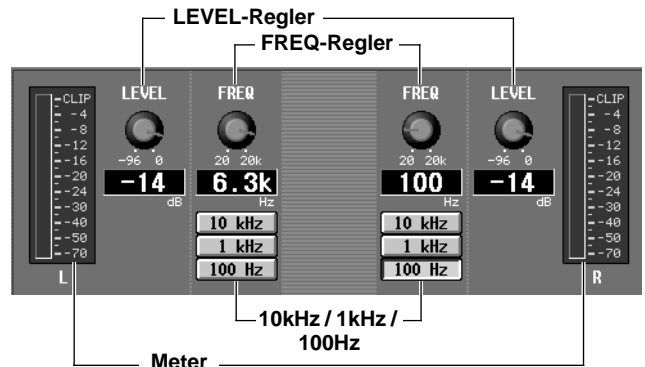 LEVEL-Regler
FREQ-Regler
LEVEL FREQ FREQ LEVEL
CLIP CLIP
-4 -4
-8 -8
-12 -12
-16 -96 0 20 20k 20 20k -96 0 -16
-20 -14 6.3k 100 -14 -20
-24 dB Hz Hz dB -24
-30 -30
-40 10 kHz 10 kHz -40
-50 1 kHz 1 kHz -50
-70 100 Hz 100 Hz -70
L R
10kHz / 1kHz /
100Hz
Meter